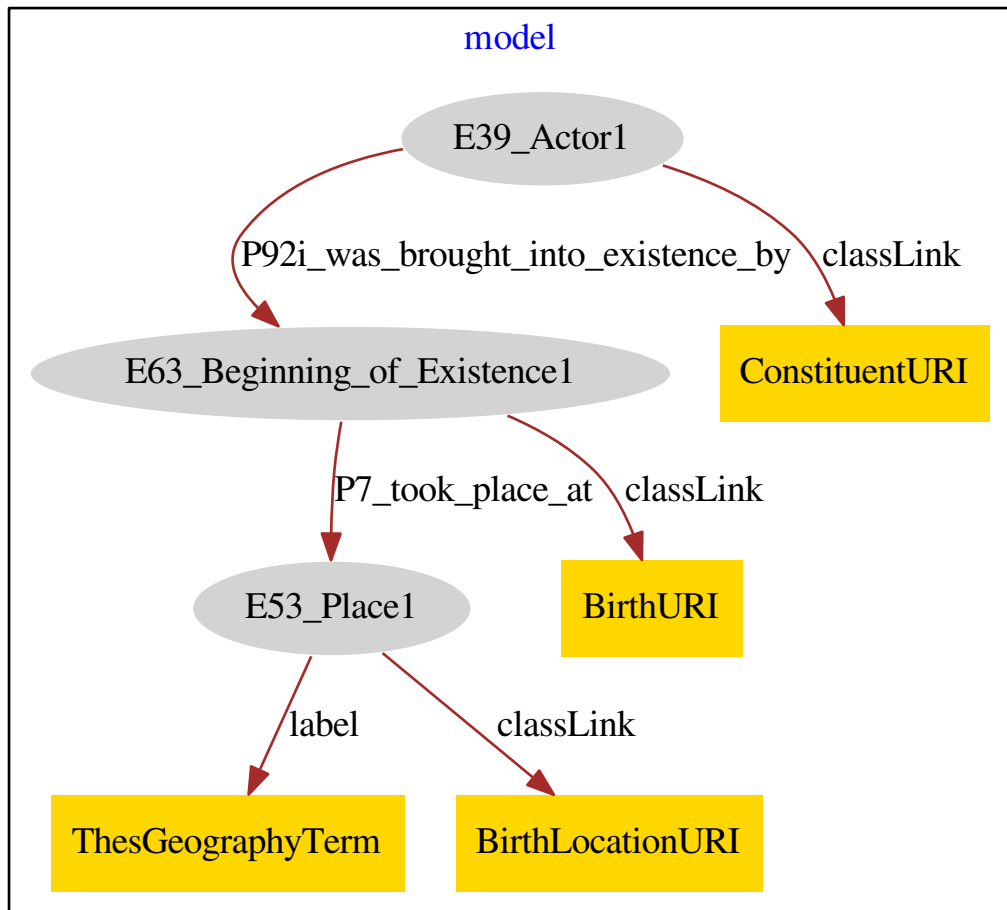 model
E39_Actor1
P92i_was_brought_into_existence_by
classLink
E63_Beginning_of_Existence1
ConstituentURI
P7_took_place_at
classLink
E53_Place1
BirthURI
label
classLink
ThesGeographyTerm
BirthLocationURI